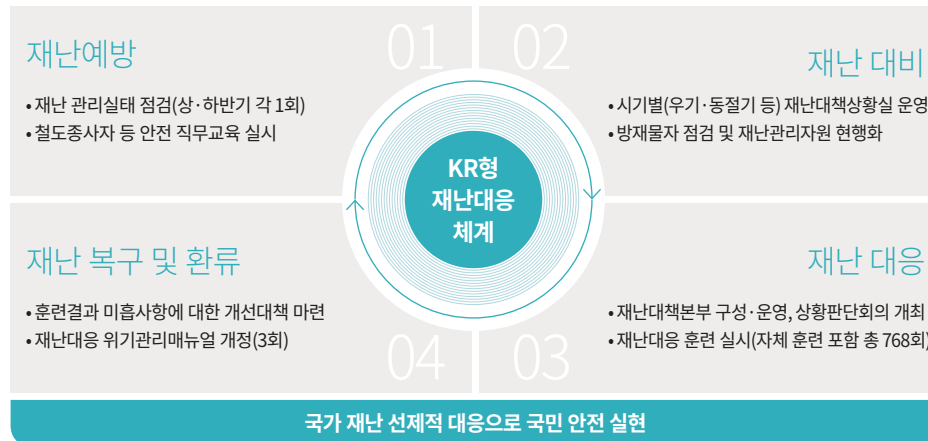 재난예방
01
• 재난 관리실태 점검(상·하반기 각 1회)
• 철도종사자 등 안전 직무교육 실시
02
재난 대비
• 시기별(우기·동절기 등) 재난대책상황실 운영
• 방재물자 점검 및 재난관리자원 현행화
KR형
재난대응
체계
재난 복구 및 환류
• 훈련결과 미흡사항에 대한 개선대책 마련
• 재난대응 위기관리매뉴얼 개정(3회)
04
재난 대응
• 재난대책본부 구성·운영, 상황판단회의 개최
• 재난대응 훈련 실시(자체 훈련 포함 총 768회)
03
국가 재난 선제적 대응으로 국민 안전 실현